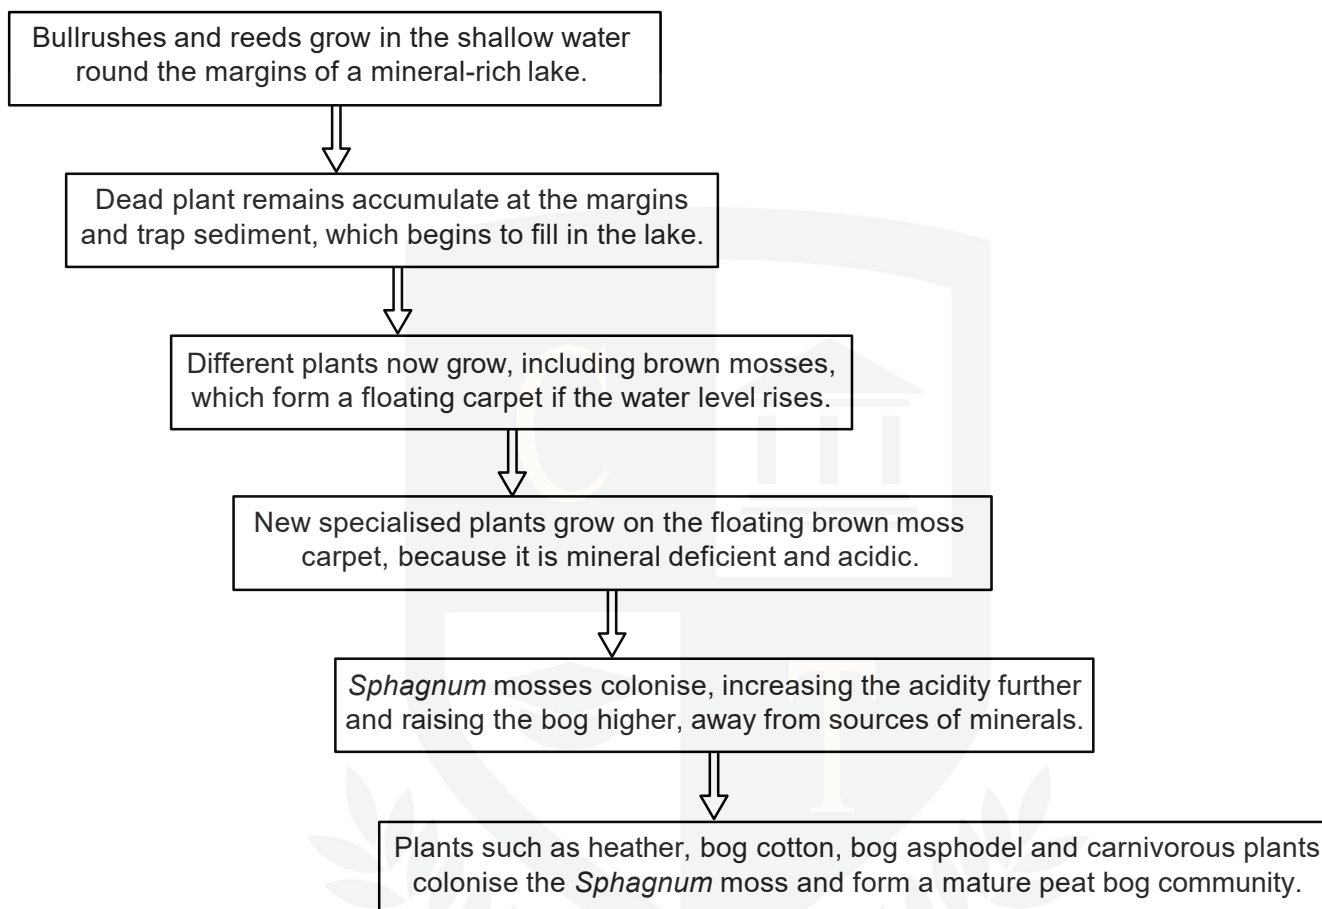 Bullrushes and reeds grow in the shallow water
round the margins of a mineral-rich lake.
Dead plant remains accumulate at the margins
and trap sediment, which begins to fill in the lake.
Different plants now grow, including brown mosses,
which form a floating carpet if the water level rises.
New specialised plants grow on the floating brown moss
carpet, because it is mineral deficient and acidic.
Sphagnum mosses colonise, increasing the acidity further
and raising the bog higher, away from sources of minerals.
Plants such as heather, bog cotton, bog asphodel and carnivorous plants
colonise the Sphagnum moss and form a mature peat bog community.
C
T